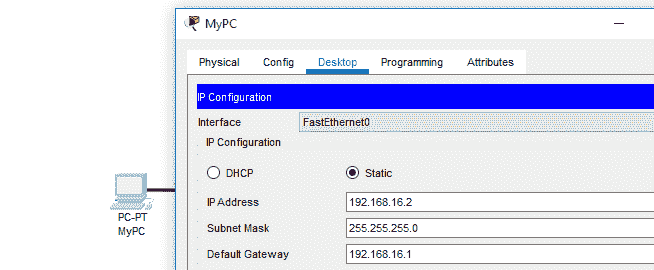 MyPC
Physical Config Desktop Programming Attributes
IP Configuration
Interface FastEthernet0
IP Configuration
DHCP Static
IP Address 192.168.16.2
Subnet Mask 255.255.255.0
Default Gateway 192.168.16.1
PC-PT
MyPC